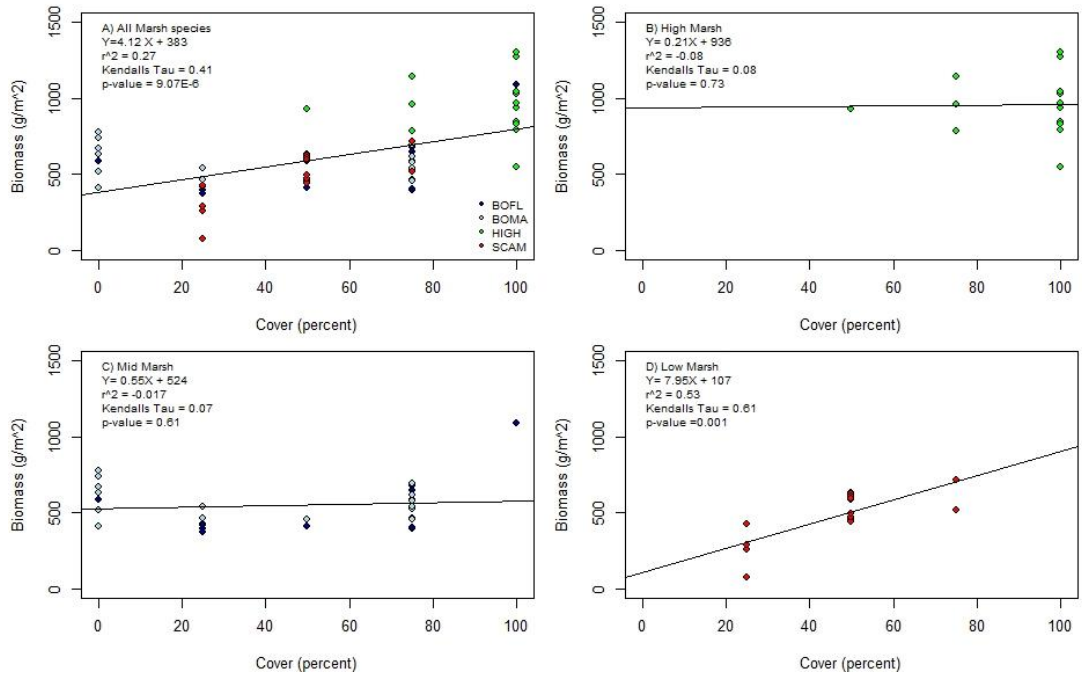 A) All Marsh species
Y=4.12 X + 383
r^2 = 0.27
Kendalls Tau = 0.41
p-value = 9.07E-6
BOFL
BOMA
HIGH
SCAM
0
500
1000
1500
Biomass (g/m^2)
0 20 40 60 80 100
Cover (percent)
B) High Marsh
Y= 0.21X + 936
r^2 = -0.08
Kendalls Tau = 0.08
p-value = 0.73
0
500
1000
1500
Biomass (g/m^2)
0 20 40 60 80 100
Cover (percent)
C) Mid Marsh
Y= 0.55X + 524
r^2 = -0.017
Kendalls Tau = 0.07
p-value = 0.61
0
500
1000
1500
Biomass (g/m^2)
0 20 40 60 80 100
Cover (percent)
D) Low Marsh
Y= 7.95X + 107
r^2 = 0.53
Kendalls Tau = 0.61
p-value =0.001
0
500
1000
1500
Biomass (g/m^2)
0 20 40 60 80 100
Cover (percent)